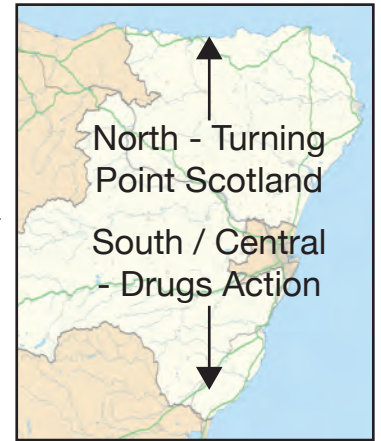 North - Turning
Point Scotland
South / Central
- Drugs Action